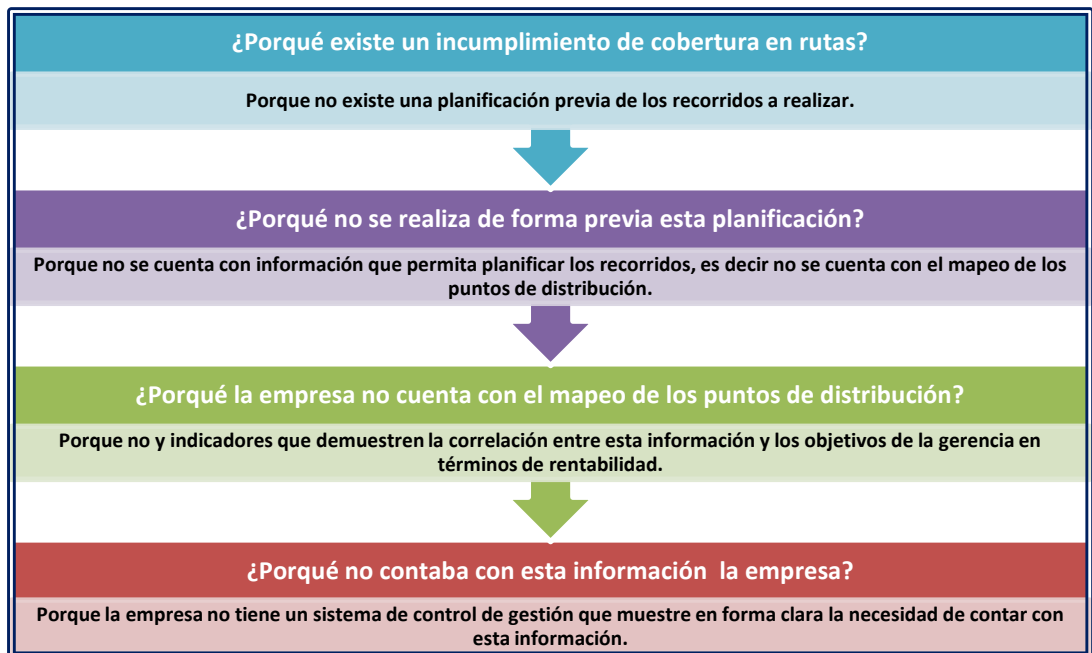 ¿Porqué existe un incumplimiento de cobertura en rutas?
Porque no existe una planificación previa de los recorridos a realizar.
¿Porqué no se realiza de forma previa esta planificación?
Porque no se cuenta con información que permita planificar los recorridos, es decir no se cuenta con el mapeo de los
puntos de distribución.
¿Porqué la empresa no cuenta con el mapeo de los puntos de distribución?
Porque no y indicadores que demuestren la correlación entre esta información y los objetivos de la gerencia en
términos de rentabilidad.
¿Porqué no contaba con esta información  la empresa?
Porque la empresa no tiene un sistema de control de gestión que muestre en forma clara la necesidad de contar con
esta información.